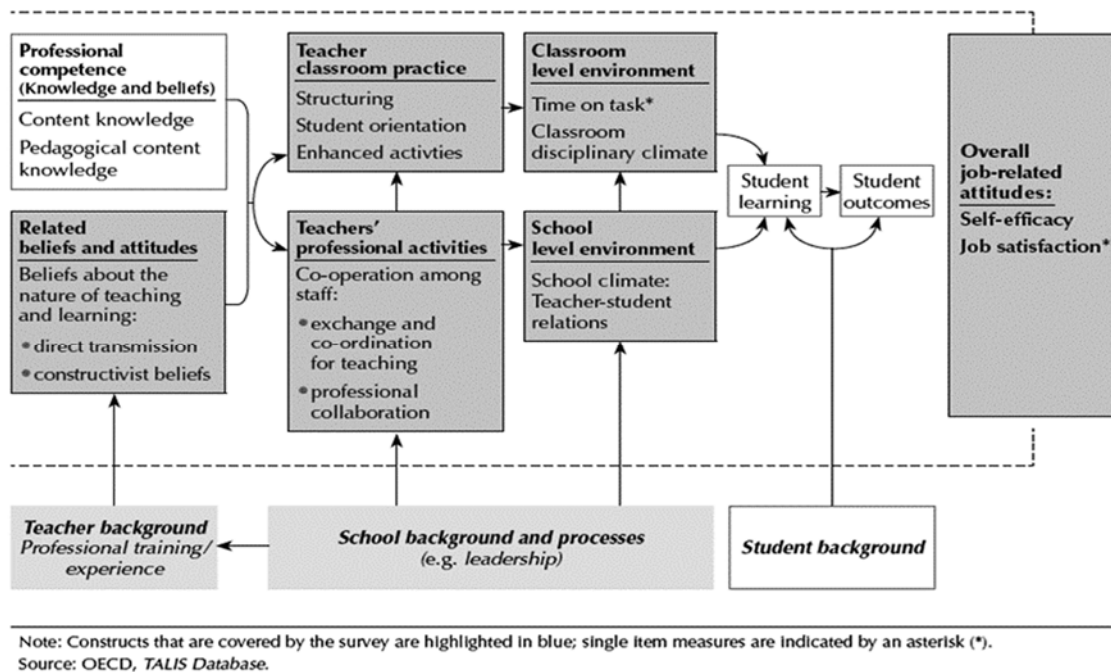 Professional
competence
(Knowledge and beliefs)
Content knowledge
Pedagogical content
knowledge
Related
beliefs and attitudes
Beliefs about the
nature of teaching
and learning:
• direct transmission
• constructivist beliefs
Teacher
classroom practice
Structuring
Student orientation
Enhanced activties
Teachers'
professional activities
Co-operation among
staff:
• exchange and
co-ordination
for teaching
• professional
collaboration
Classroom
level environment
Time on task*
Classroom
disciplinary climate
School
level environment
School climate:
Teacher-student
relations
Student
learning
Student
outcomes
Overall
job-related
attitudes:
Self-efficacy
Job satisfaction*
Teacher background
Professional training/
experience
School background and processes
(e.g. leadership)
Student background
Note: Constructs that are covered by the survey are highlighted in blue; single item measures are indicated by an asterisk (*).
Source: OECD, TALIS Database.